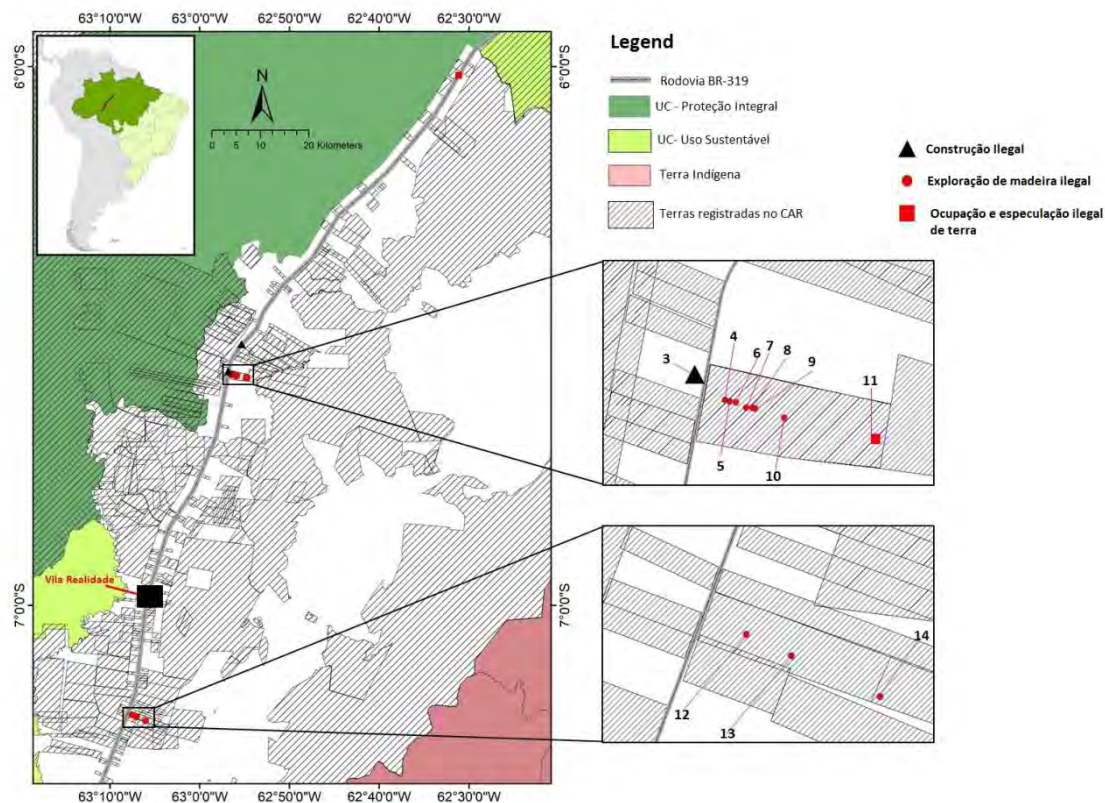 63°10'0"W 63°0'0"W 62°50'0"W 62°40'0"W 62°30'0"W
6°0'0"S
6°0'0"S
N
0 5 10 20 Kilometers
Legend
Rodovia BR-319
UC - Proteção Integral
UC- Uso Sustentável
Terra Indígena
Terras registradas no CAR
Construção Ilegal
Exploração de madeira ilegal
Ocupação e especulação ilegal
de terra
3
4
6
7
8
9
11
5
10
Vila Realidade
7°0'0"S
7°0'0"S
14
12
13
63°10'0"W 63°0'0"W 62°50'0"W 62°40'0"W 62°30'0"W